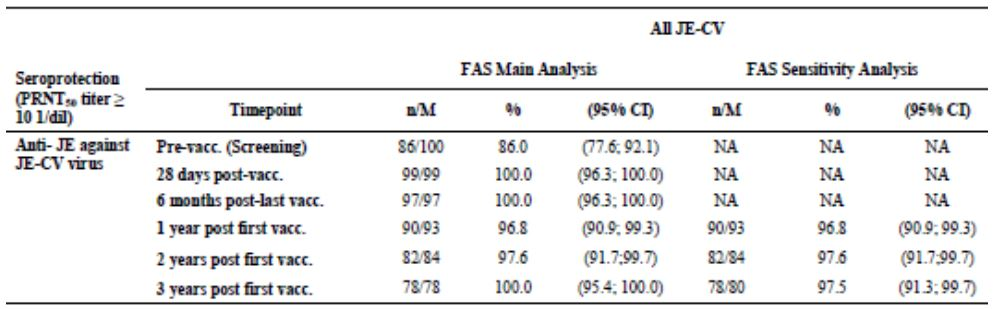 All JE-CV
FAS Main Analysis FAS Sensitivity Analysis
Seroprotection
(PRNT₅₀ titer ≥
10 1/dil) Timepoint n/M % (95% CI) n/M % (95% CI)
Anti- JE against Pre-vacc. (Screening) 86/100 86.0 (77.6; 92.1) NA NA NA
JE-CV virus
28 days post-vacc. 99/99 100.0 (96.3; 100.0) NA NA NA
6 months post-last vacc. 97/97 100.0 (96.3; 100.0) NA NA NA
1 year post first vacc. 90/93 96.8 (90.9; 99.3) 90/93 96.8 (90.9; 99.3)
2 years post first vacc. 82/84 97.6 (91.7;99.7) 82/84 97.6 (91.7;99.7)
3 years post first vacc. 78/78 100.0 (95.4; 100.0) 78/80 97.5 (91.3; 99.7)